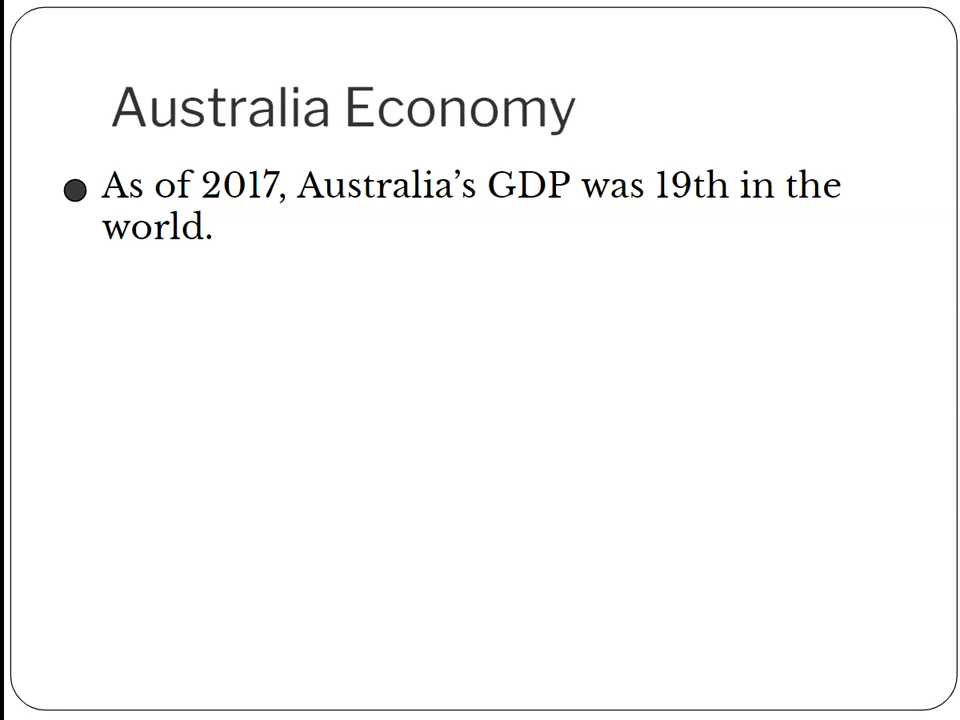 Australia Economy
As of 2017, Australia’s GDP was 19th in the
world.